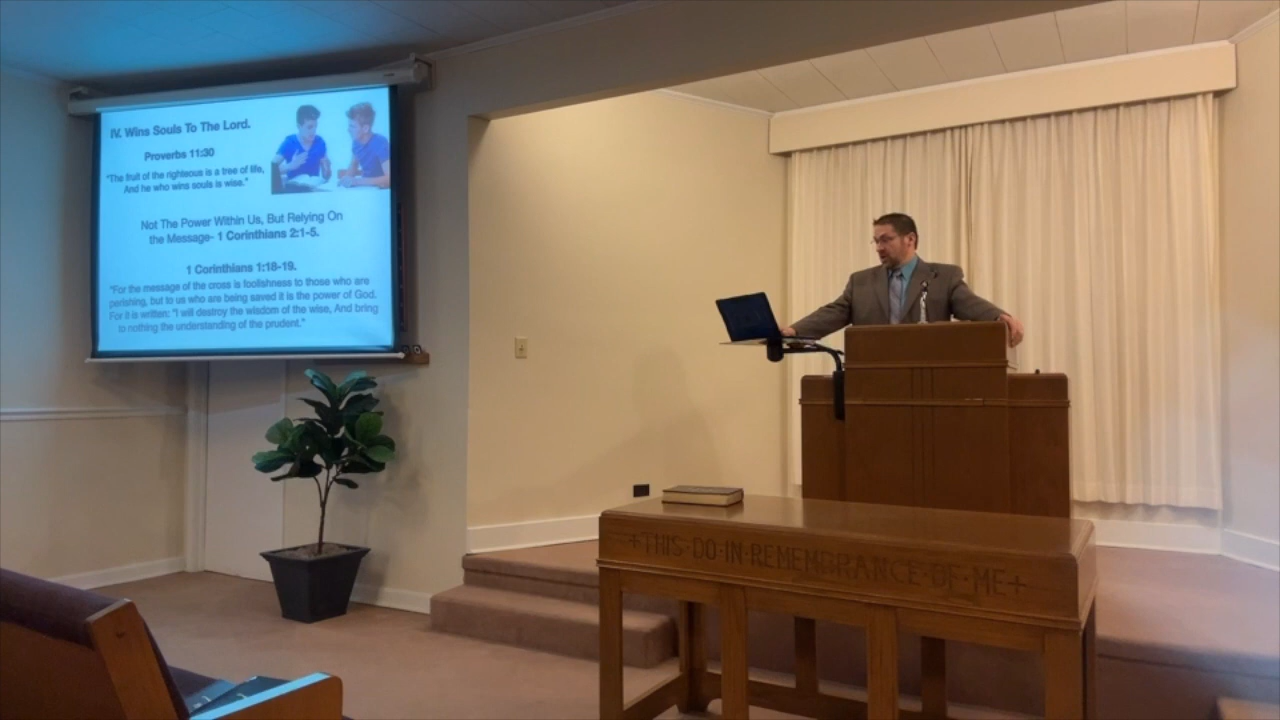 IV. Wins Souls To The Lord.
Proverbs 11:30
"The fruit of the righteous is a tree of life,
And he who wins souls is wise."
Not The Power Within Us, But Relying On
the Message- 1 Corinthians 2:1-5.
1 Corinthians 1:18-19.
"For the message of the cross is foolishness to those who are
perishing, but to us who are being saved it is the power of God.
For it is written: "I will destroy the wisdom of the wise, And bring
to nothing the understanding of the prudent."
+THIS·DO·IN·REMEMBRANCE·OF·ME+